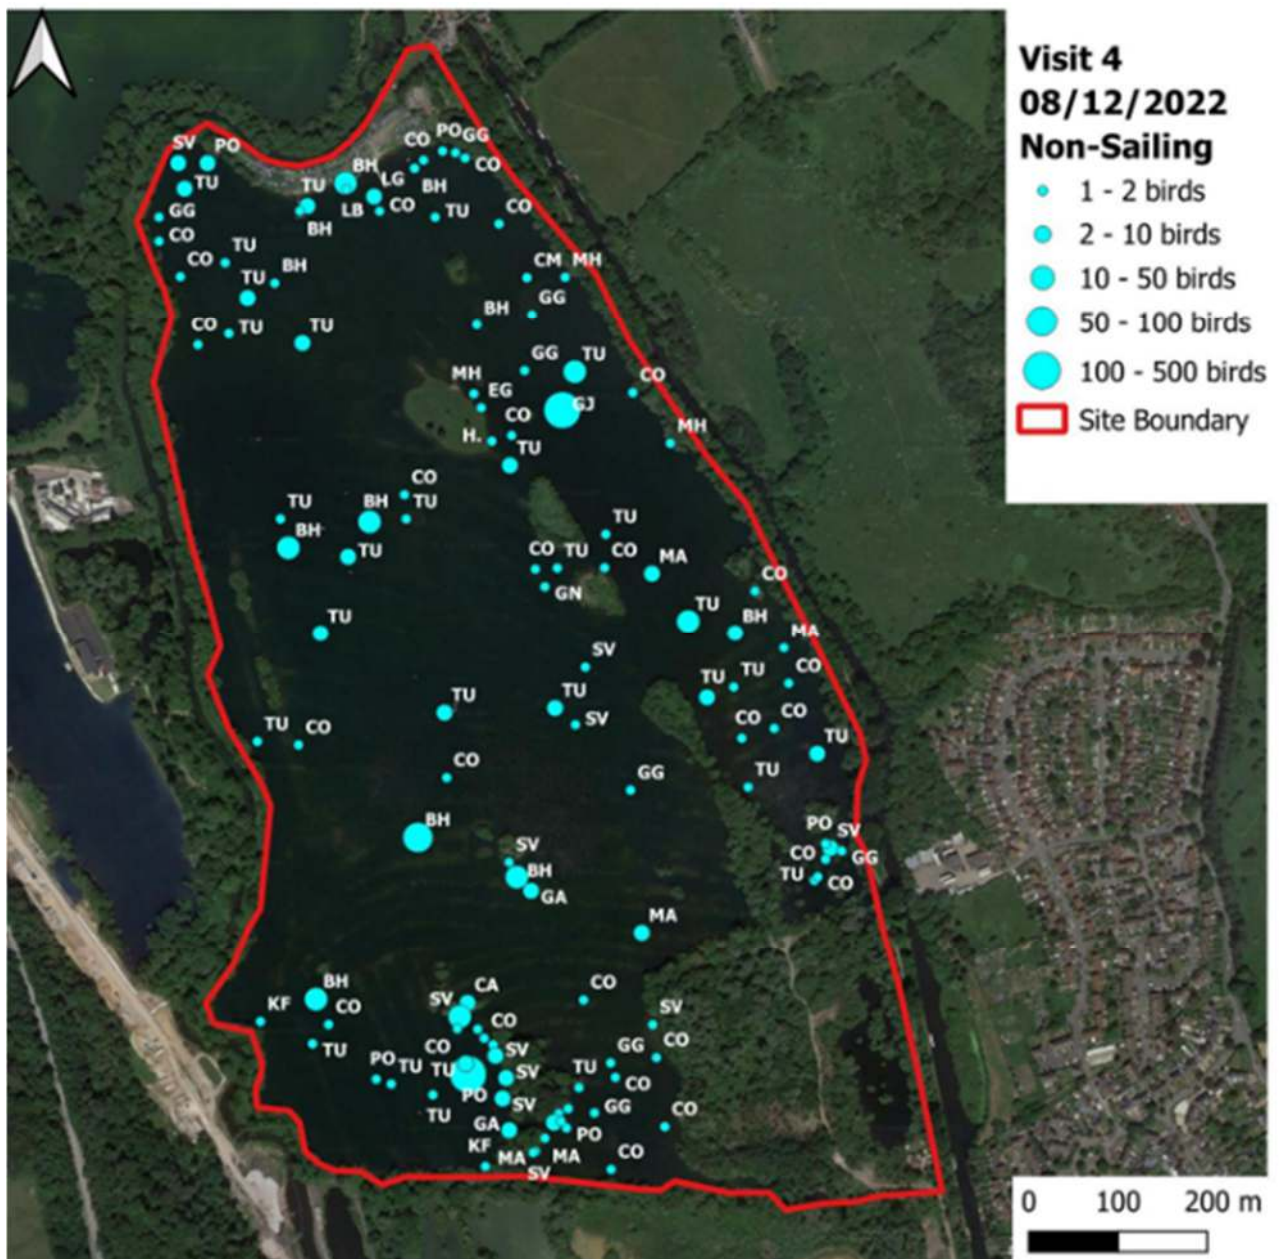 Visit 4
08/12/2022
Non-Sailing
1 - 2 birds
2 - 10 birds
10 - 50 birds
50 - 100 birds
100 - 500 birds
Site Boundary
CO PO GG
SV PO
BH CO
TU LG BH
TU
GG LB CO TU CO
BH
CO
TU
CO BH CM MH
TU
GG
BH
CO TU TU
GG TU
MH CO
EG
GJ
CO
H. MH
TU
CO
TU BH TU
TU
BH
TU CO TU CO MA
CO
GN
TU
TU BH
MA
SV
TU TU CO
TU TU
SV
CO CO
TU CO TU
CO GG TU
BH PO SV
SV
CO GG
BH
TU CO
GA
MA
BH CA CO
KF SV
CO CO SV
CO GG CO
TU SV
PO TU TU SV TU CO
PO SV GG CO
TU
GA PO
KF CO
MA MA
SV
0 100 200 m